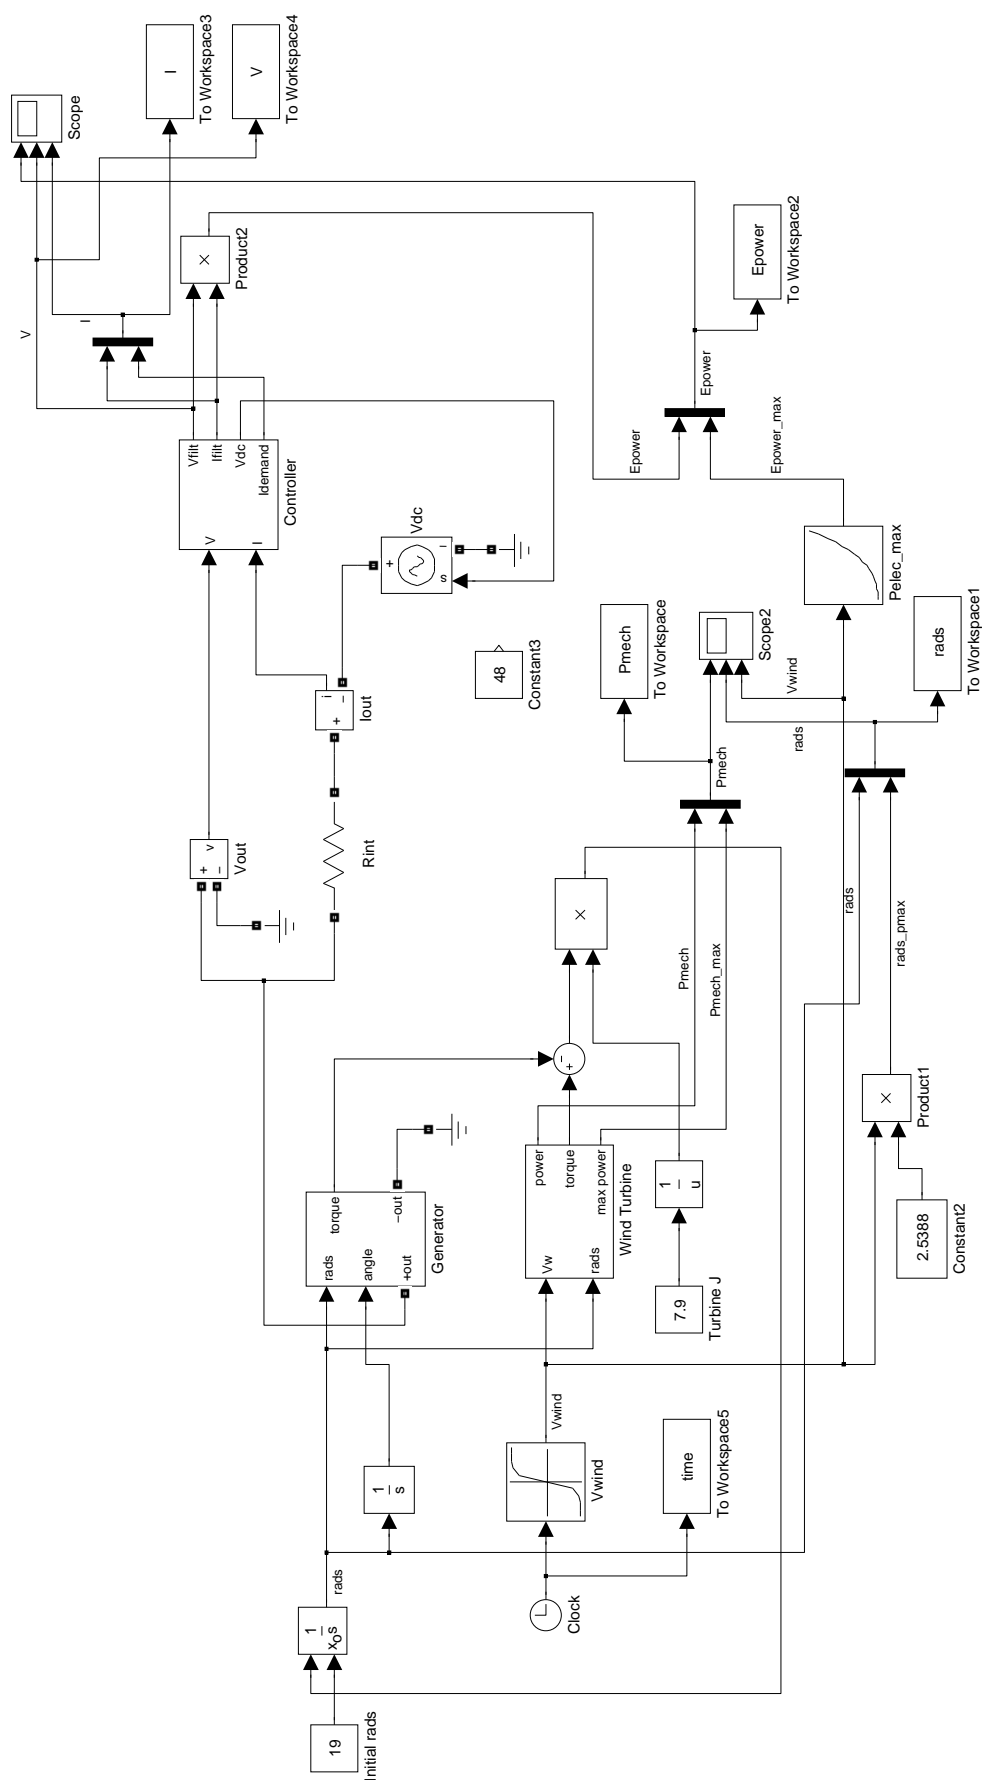 Scope
I
To Workspace3
V
To Workspace4
V
I
×
Product2
Vfilt
Ifilt
Vdc
Idemand
V
I
Controller
Epower
To Workspace2
Epower
Epower
Epower_max
Vdc
+
−
s
i
Pelec_max
48
Constant3
Iout
+
−
i
Pmech
To Workspace
Scope2
Vwind
rads
Pmech
rads
To Workspace1
Vout
+
−
v
Rint
×
Pmech
Pmech_max
rads
rads_pmax
+
−
×
Product1
2.5388
Constant2
rads
angle
+out
torque
−out
Generator
Vw
rads
power
torque
max power
Wind Turbine
1
u
7.9
Turbine J
1
s
Vwind
Vwind
time
To Workspace5
Clock
rads
1
xo s
19
Initial rads